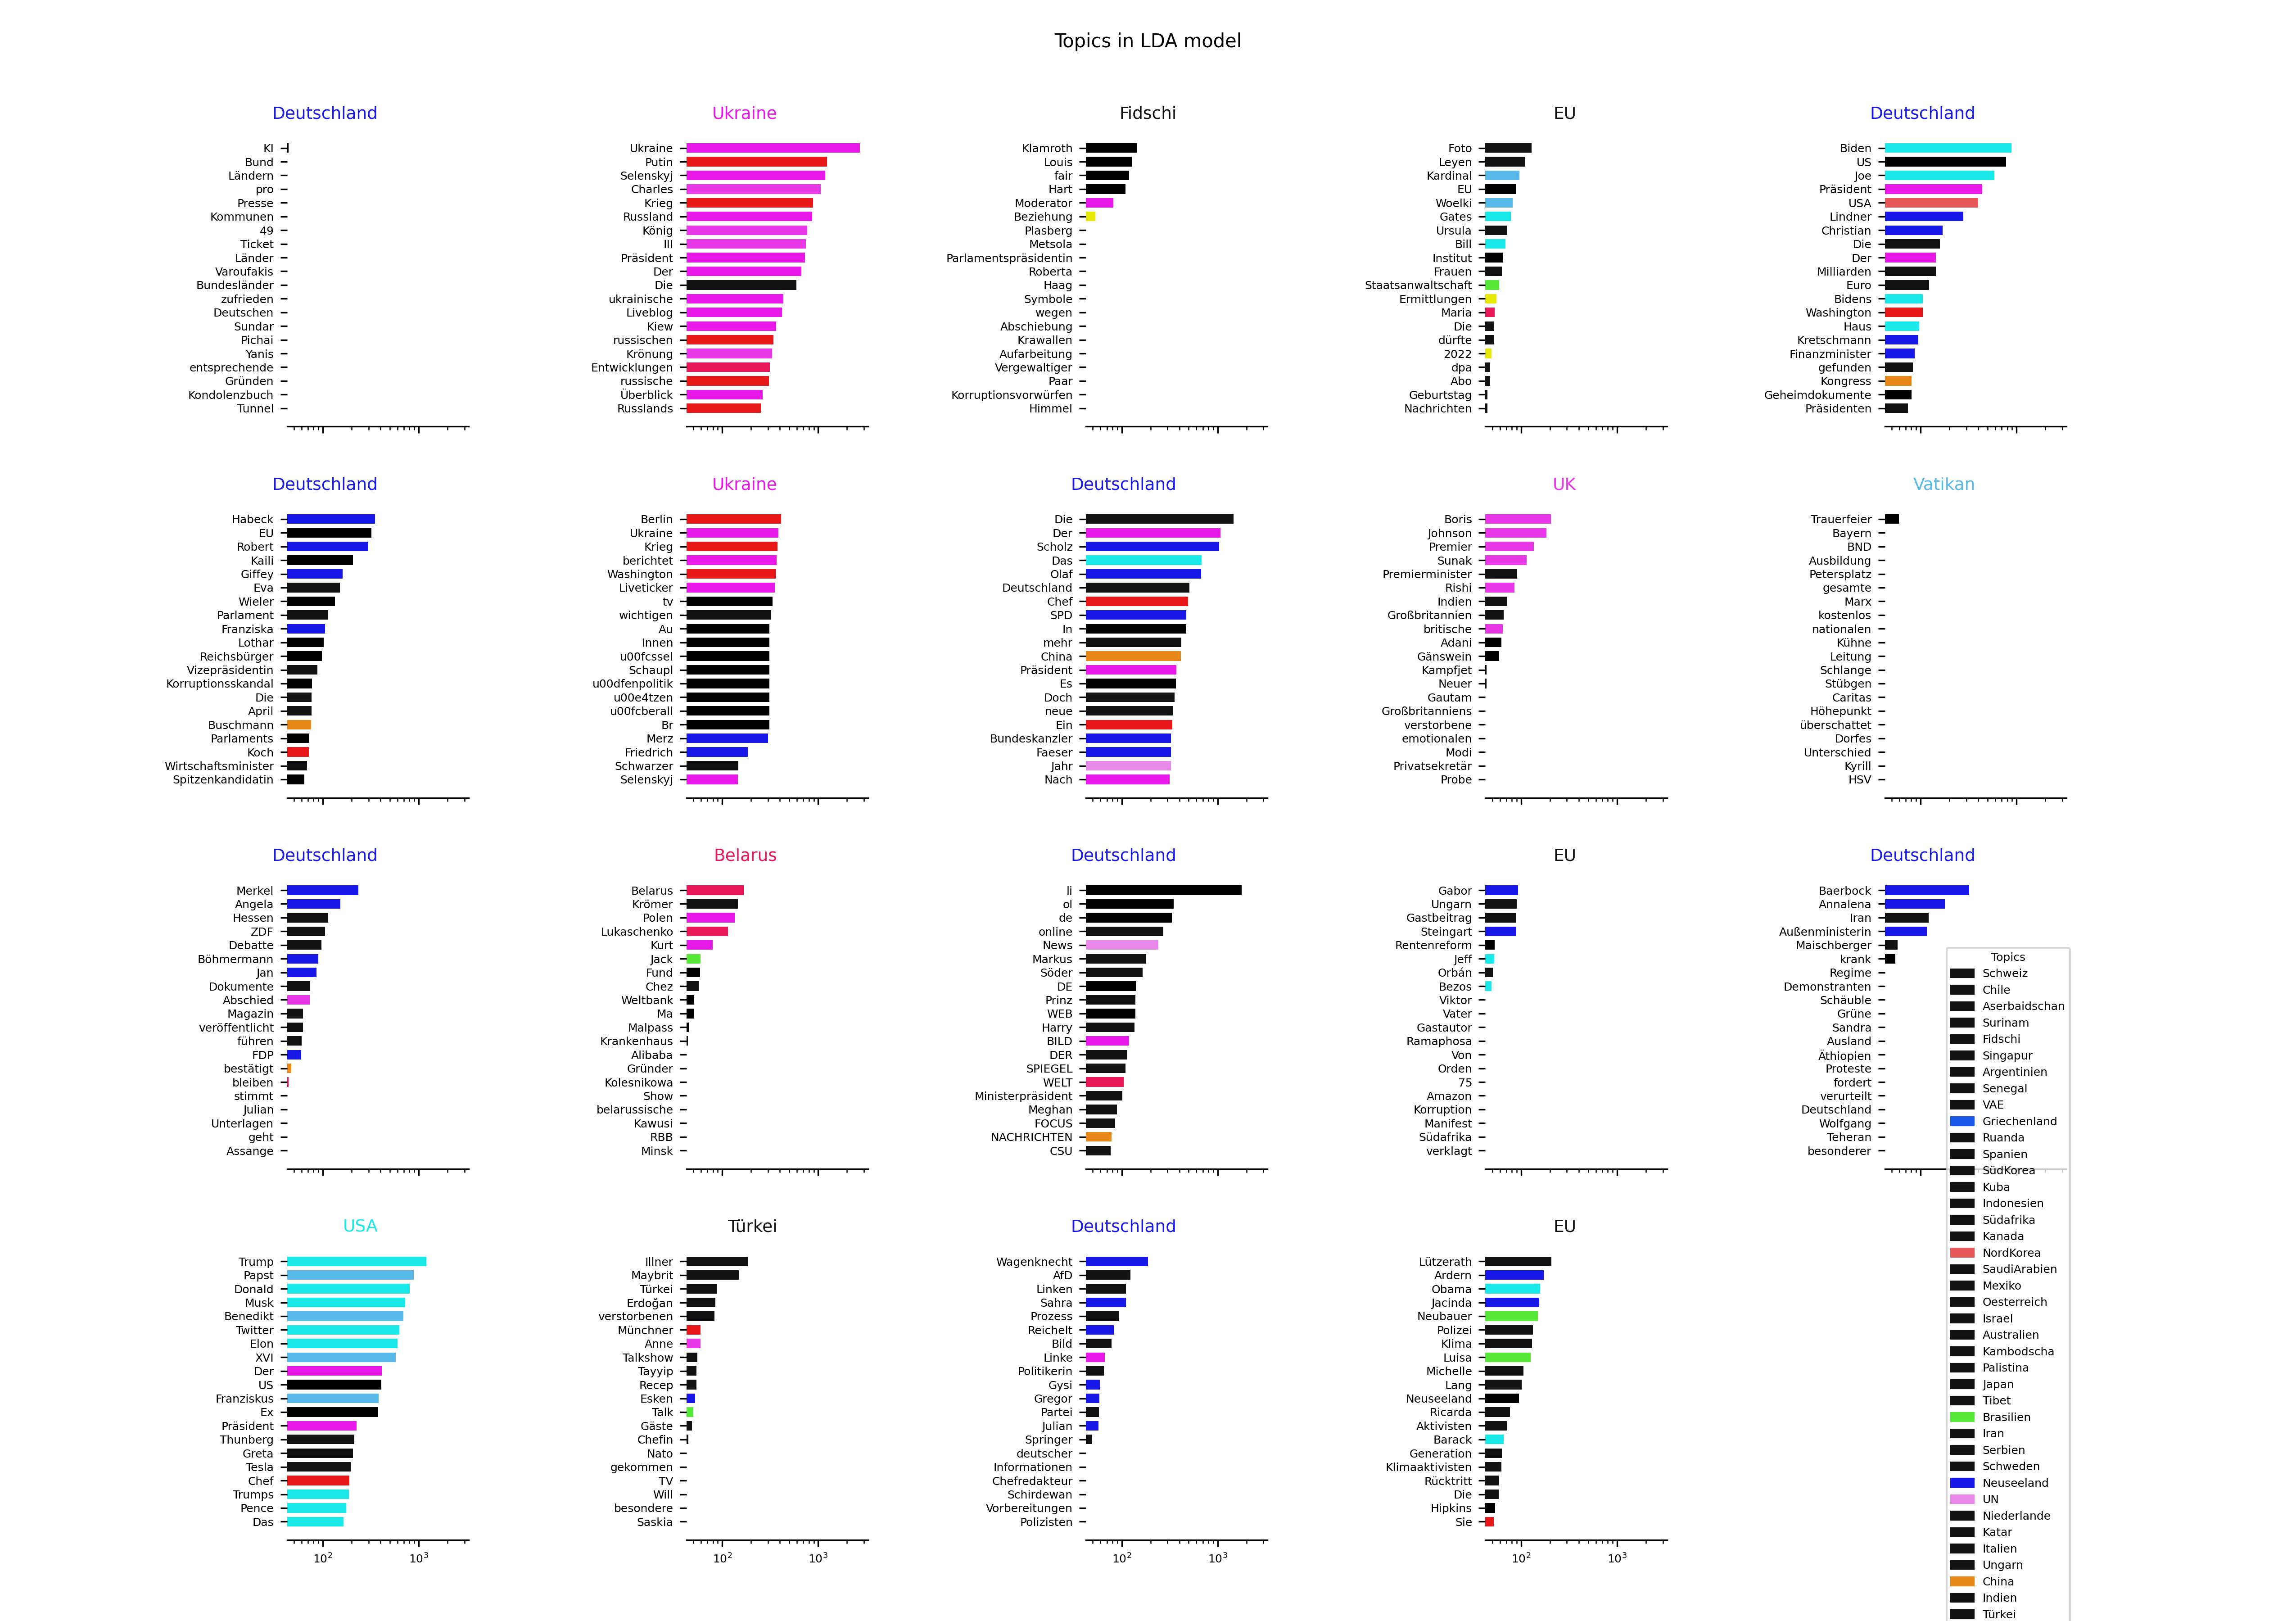 Topics in LDA model
Deutschland
KI
Bund
Ländern
pro
Presse
Kommunen
49
Ticket
Länder
Varoufakis
Bundesländer
zufrieden
Deutschen
Sundar
Pichai
Yanis
entsprechende
Gründen
Kondolenzbuch
Tunnel
Ukraine
Ukraine
Putin
Selenskyj
Charles
Krieg
Russland
König
III
Präsident
Der
Die
ukrainische
Liveblog
Kiew
russischen
Krönung
Entwicklungen
russische
Überblick
Russlands
Fidschi
Klamroth
Louis
fair
Hart
Moderator
Beziehung
Plasberg
Metsola
Parlamentspräsidentin
Roberta
Haag
Symbole
wegen
Abschiebung
Krawallen
Aufarbeitung
Vergewaltiger
Paar
Korruptionsvorwürfen
Himmel
EU
Foto
Leyen
Kardinal
EU
Woelki
Gates
Ursula
Bill
Institut
Frauen
Staatsanwaltschaft
Ermittlungen
Maria
Die
dürfte
2022
dpa
Abo
Geburtstag
Nachrichten
Deutschland
Biden
US
Joe
Präsident
USA
Lindner
Christian
Die
Der
Milliarden
Euro
Bidens
Washington
Haus
Kretschmann
Finanzminister
gefunden
Kongress
Geheimdokumente
Präsidenten
Deutschland
Habeck
EU
Robert
Kaili
Giffey
Eva
Wieler
Parlament
Franziska
Lothar
Reichsbürger
Vizepräsidentin
Korruptionsskandal
Die
April
Buschmann
Parlaments
Koch
Wirtschaftsminister
Spitzenkandidatin
Ukraine
Berlin
Ukraine
Krieg
berichtet
Washington
Liveticker
tv
wichtigen
Au
Innen
u00fcssel
Schaupl
u00dfenpolitik
u00e4tzen
u00fcberall
Br
Merz
Friedrich
Schwarzer
Selenskyj
Deutschland
Die
Der
Scholz
Das
Olaf
Deutschland
Chef
SPD
In
mehr
China
Präsident
Es
Doch
neue
Ein
Bundeskanzler
Faeser
Jahr
Nach
UK
Boris
Johnson
Premier
Sunak
Premierminister
Rishi
Indien
Großbritannien
britische
Adani
Gänswein
Kampfjet
Neuer
Gautam
Großbritanniens
verstorbene
emotionalen
Modi
Privatsekretär
Probe
Vatikan
Trauerfeier
Bayern
BND
Ausbildung
Petersplatz
gesamte
Marx
kostenlos
nationalen
Kühne
Leitung
Schlange
Stübgen
Caritas
Höhepunkt
überschattet
Dorfes
Unterschied
Kyrill
HSV
Deutschland
Merkel
Angela
Hessen
ZDF
Debatte
Böhmermann
Jan
Dokumente
Abschied
Magazin
veröffentlicht
führen
FDP
bestätigt
bleiben
stimmt
Julian
Unterlagen
geht
Assange
Belarus
Belarus
Krömer
Polen
Lukaschenko
Kurt
Jack
Fund
Chez
Weltbank
Ma
Malpass
Krankenhaus
Alibaba
Gründer
Kolesnikowa
Show
belarussische
Kawusi
RBB
Minsk
Deutschland
li
ol
de
online
News
Markus
Söder
DE
Prinz
WEB
Harry
BILD
DER
SPIEGEL
WELT
Ministerpräsident
Meghan
FOCUS
NACHRICHTEN
CSU
EU
Gabor
Ungarn
Gastbeitrag
Steingart
Rentenreform
Jeff
Orbán
Bezos
Viktor
Vater
Gastautor
Ramaphosa
Von
Orden
75
Amazon
Korruption
Manifest
Südafrika
verklagt
Deutschland
Baerbock
Annalena
Iran
Außenministerin
Maischberger
krank
Regime
Demonstranten
Schäuble
Grüne
Sandra
Ausland
Äthiopien
Proteste
fordert
verurteilt
Deutschland
Wolfgang
Teheran
besonderer
USA
Trump
Papst
Donald
Musk
Benedikt
Twitter
Elon
XVI
Der
US
Franziskus
Ex
Präsident
Thunberg
Greta
Tesla
Chef
Trumps
Pence
Das
10²
10³
Türkei
Illner
Maybrit
Türkei
Erdoğan
verstorbenen
Münchner
Anne
Talkshow
Tayyip
Recep
Esken
Talk
Gäste
Chefin
Nato
gekommen
TV
Will
besondere
Saskia
10²
10³
Deutschland
Wagenknecht
AfD
Linken
Sahra
Prozess
Reichelt
Bild
Linke
Politikerin
Gysi
Gregor
Partei
Julian
Springer
deutscher
Informationen
Chefredakteur
Schirdewan
Vorbereitungen
Polizisten
10²
10³
EU
Lützerath
Ardern
Obama
Jacinda
Neubauer
Polizei
Klima
Luisa
Michelle
Lang
Neuseeland
Ricarda
Aktivisten
Barack
Generation
Klimaaktivisten
Rücktritt
Die
Hipkins
Sie
10²
10³
Topics
Schweiz
Chile
Aserbaidschan
Surinam
Fidschi
Singapur
Argentinien
Senegal
VAE
Griechenland
Ruanda
Spanien
SüdKorea
Kuba
Indonesien
Südafrika
Kanada
NordKorea
SaudiArabien
Mexiko
Oesterreich
Israel
Australien
Kambodscha
Palistina
Japan
Tibet
Brasilien
Iran
Serbien
Schweden
Neuseeland
UN
Niederlande
Katar
Italien
Ungarn
China
Indien
Türkei